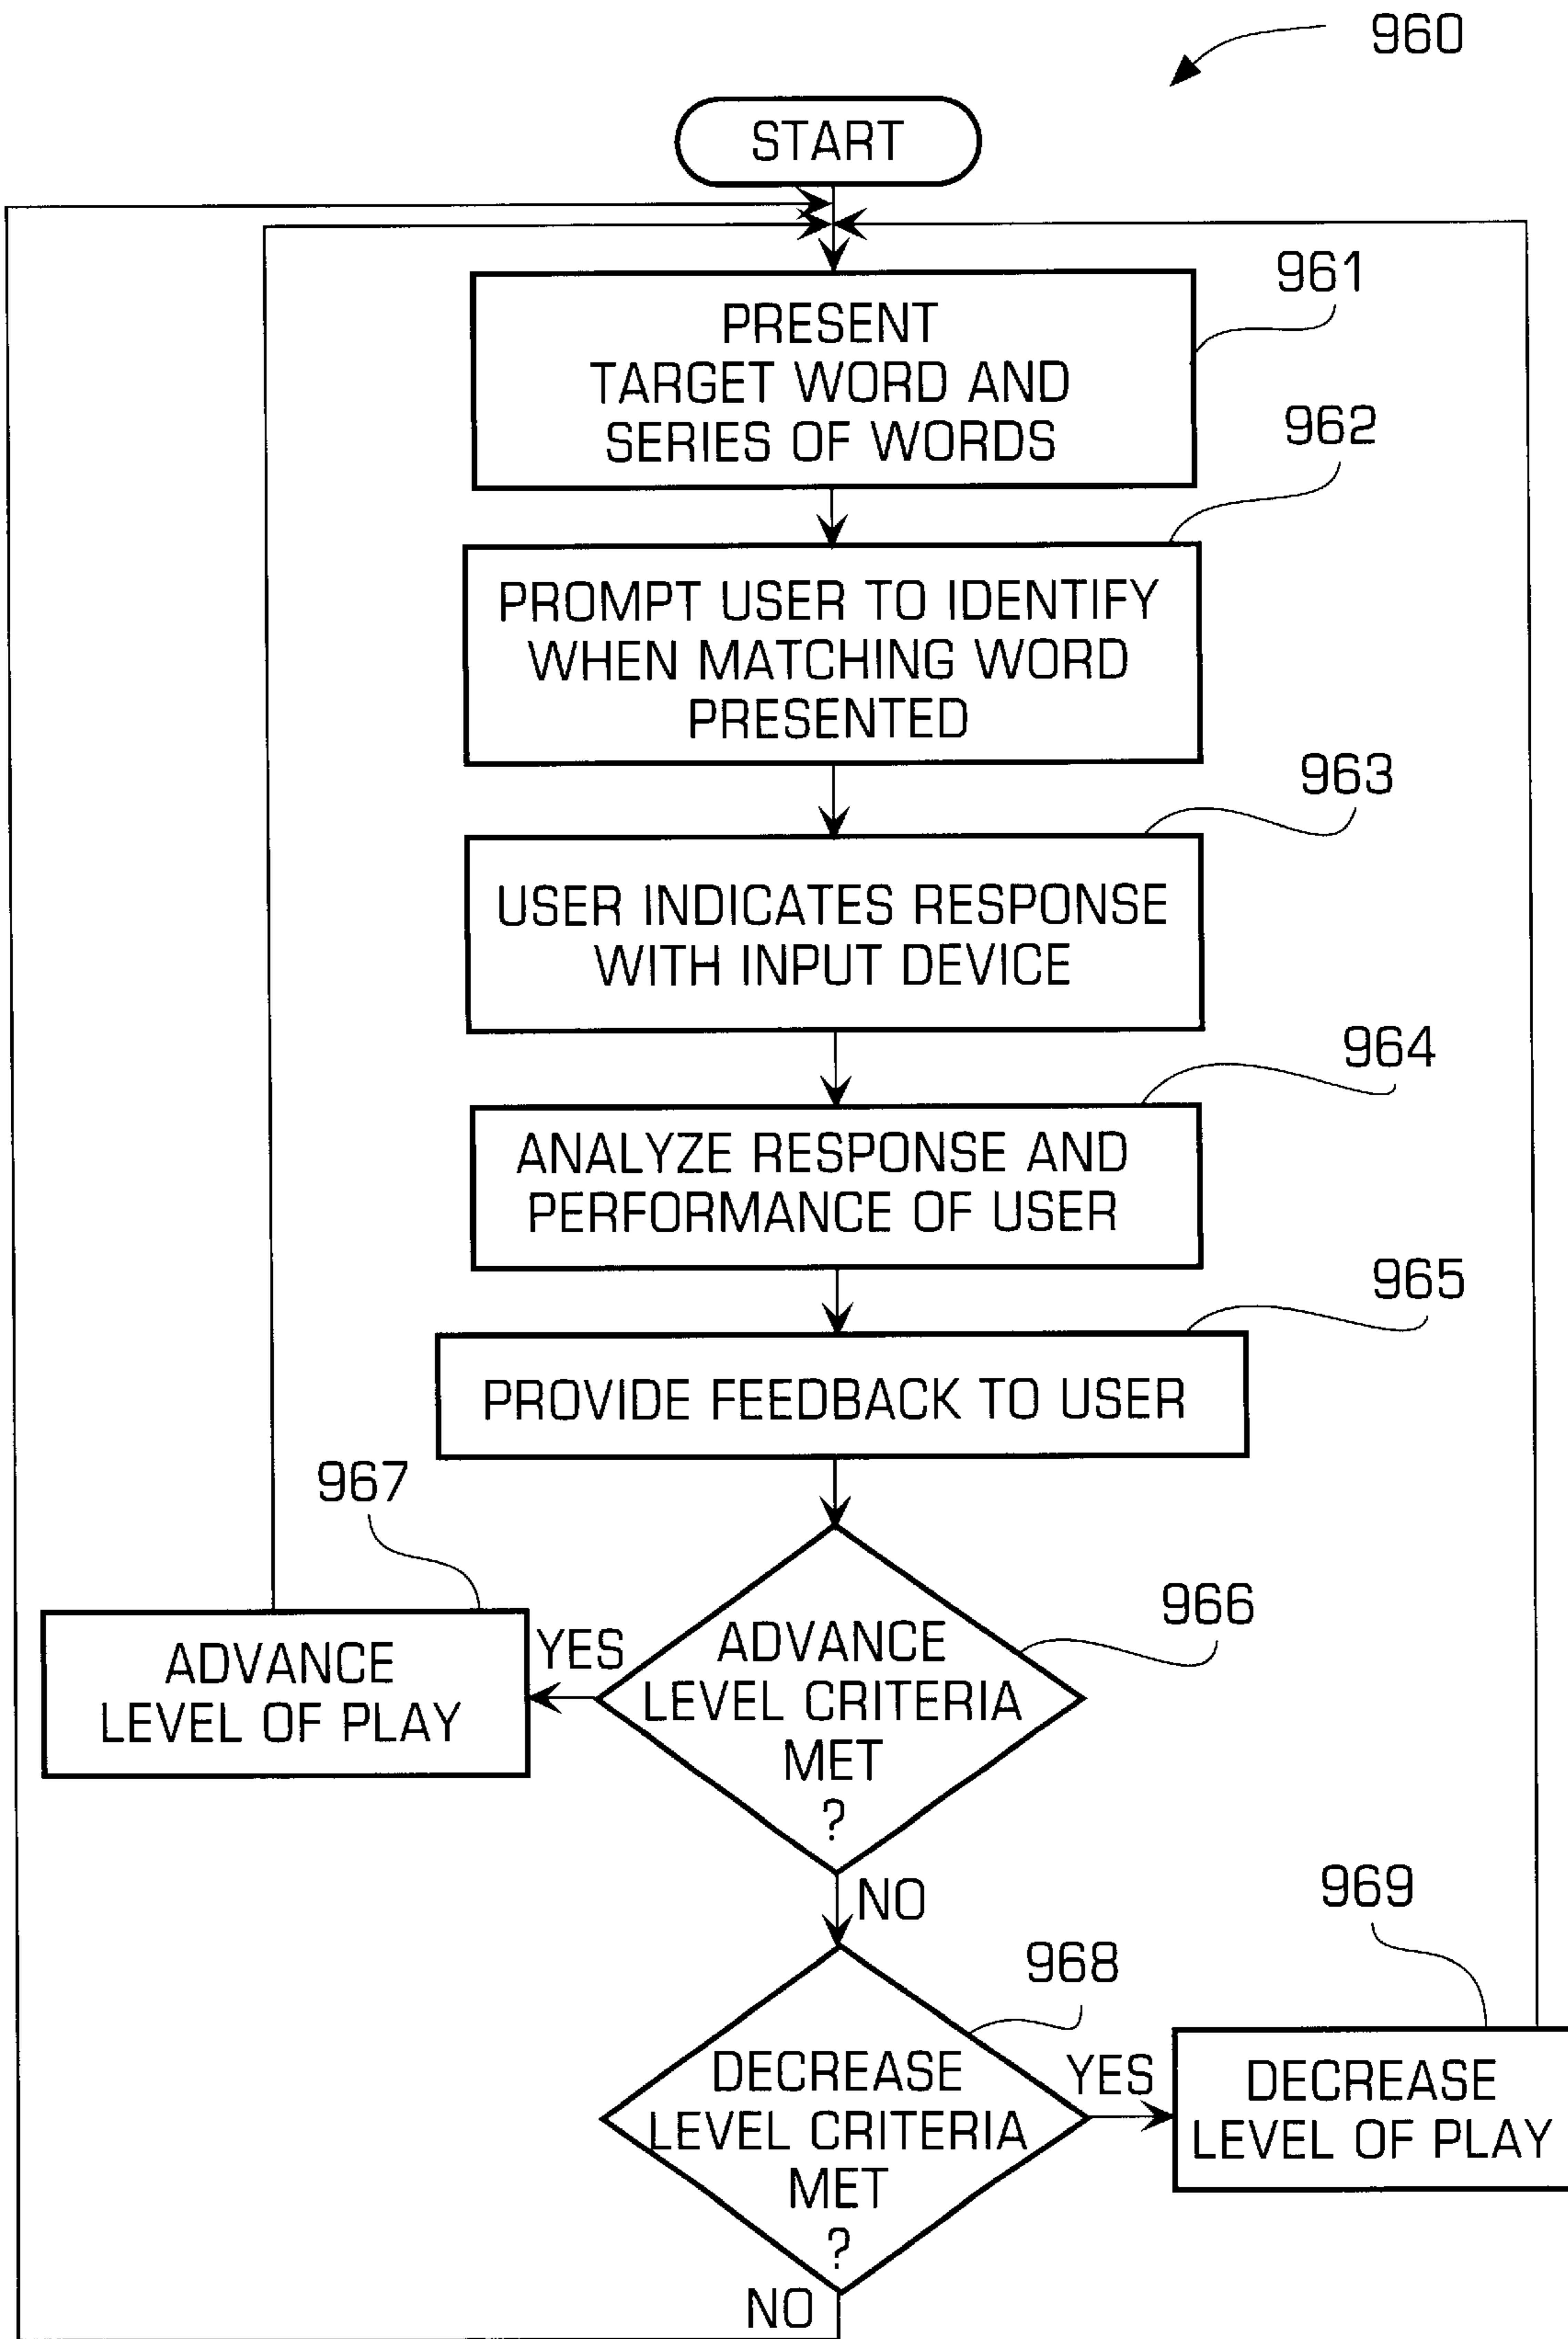 960
START
961
PRESENT
TARGET WORD AND
SERIES OF WORDS
962
PROMPT USER TO IDENTIFY
WHEN MATCHING WORD
PRESENTED
963
USER INDICATES RESPONSE
WITH INPUT DEVICE
964
ANALYZE RESPONSE AND
PERFORMANCE OF USER
965
PROVIDE FEEDBACK TO USER
967
966
ADVANCE
LEVEL OF PLAY
YES
ADVANCE
LEVEL CRITERIA
MET
?
NO
969
968
DECREASE
LEVEL CRITERIA
MET
?
YES
DECREASE
LEVEL OF PLAY
NO